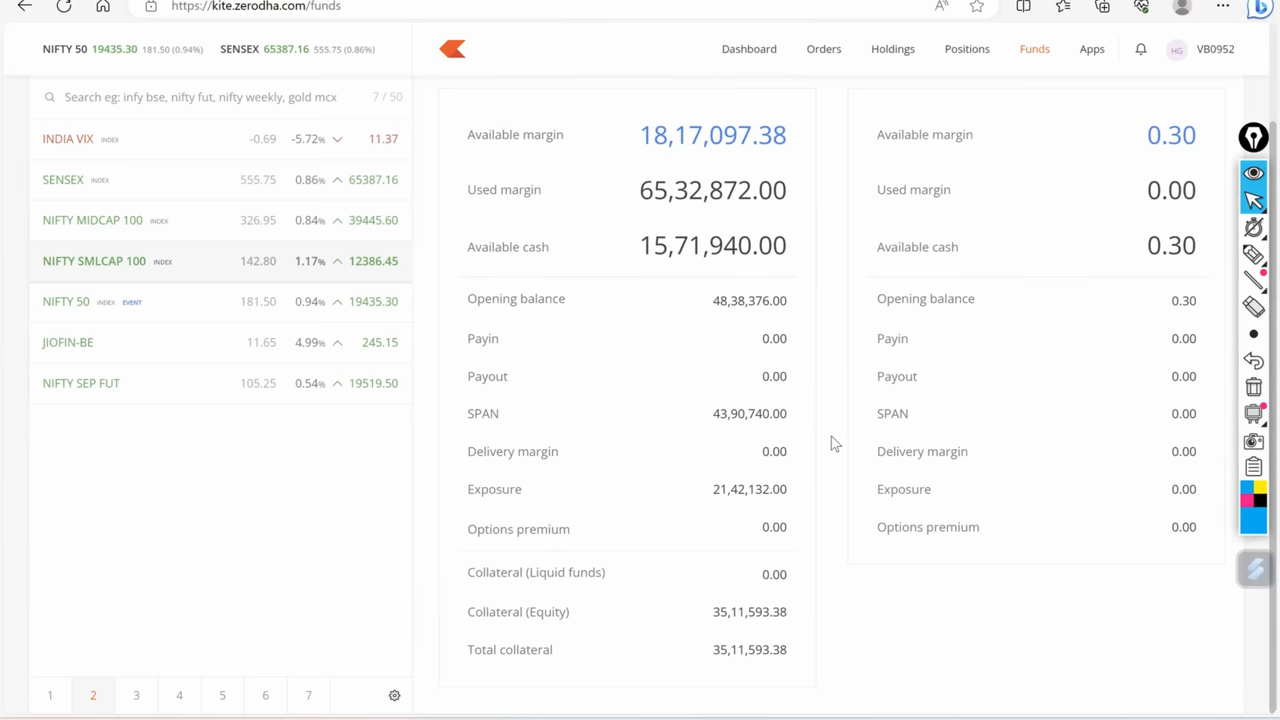 https://kite.zerodha.com/funds
NIFTY 50 19435.30 181.50 (0.94%) SENSEX 65387.16 555.75 (0.86%)
Dashboard Orders Holdings Positions Funds Apps HG VB0952
Search eg: infy bse, nifty fut, nifty weekly, gold mcx 7 / 50
INDIA VIX INDEX -0.69 -5.72% 11.37
SENSEX INDEX 555.75 0.86% 65387.16
NIFTY MIDCAP 100 INDEX 326.95 0.84% 39445.60
NIFTY SMLCAP 100 INDEX 142.80 1.17% 12386.45
NIFTY 50 INDEX EVENT 181.50 0.94% 19435.30
JIOFIN-BE 11.65 4.99% 245.15
NIFTY SEP FUT 105.25 0.54% 19519.50
1 2 3 4 5 6 7
Available margin 18,17,097.38
Used margin 65,32,872.00
Available cash 15,71,940.00
Opening balance 48,38,376.00
Payin 0.00
Payout 0.00
SPAN 43,90,740.00
Delivery margin 0.00
Exposure 21,42,132.00
Options premium 0.00
Collateral (Liquid funds) 0.00
Collateral (Equity) 35,11,593.38
Total collateral 35,11,593.38
Available margin 0.30
Used margin 0.00
Available cash 0.30
Opening balance 0.30
Payin 0.00
Payout 0.00
SPAN 0.00
Delivery margin 0.00
Exposure 0.00
Options premium 0.00